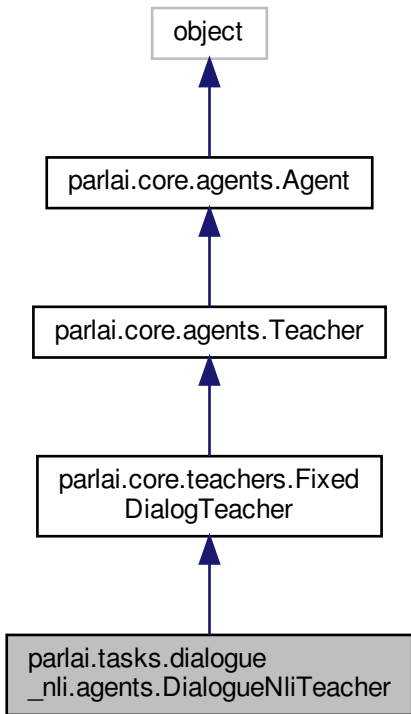 object
parlai.core.agents.Agent
parlai.core.agents.Teacher
parlai.core.teachers.Fixed
DialogTeacher
parlai.tasks.dialogue
_nli.agents.DialogueNliTeacher